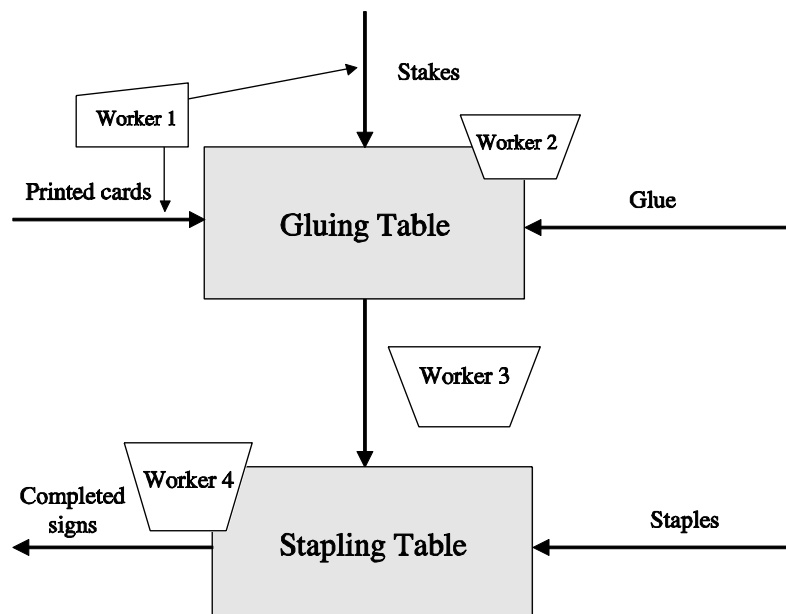 Stakes
Worker 1
Worker 2
Printed cards
Glue
Gluing Table
Worker 3
Worker 4
Completed
signs
Staples
Stapling Table